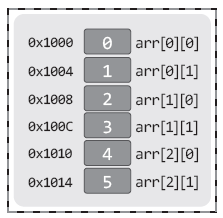 0x1000 0 arr[0][0]
0x1004 1 arr[0][1]
0x1008 2 arr[1][0]
0x100C 3 arr[1][1]
0x1010 4 arr[2][0]
0x1014 5 arr[2][1]